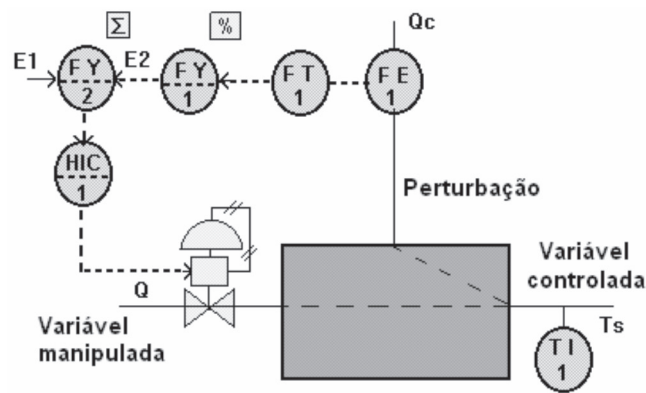 Σ
%
Qc
E1
F Y
2
E2
F Y
1
F T
1
F E
1
HIC
1
Perturbação
Q
Variável
manipulada
Variável
controlada
Ts
T I
1